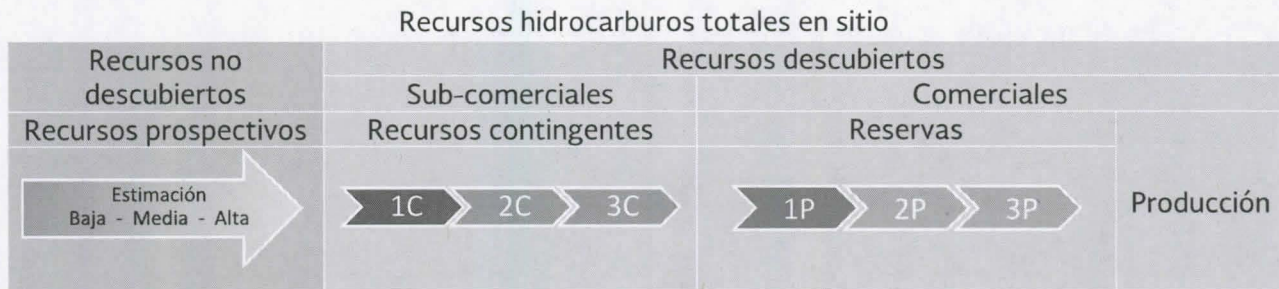 Recursos hidrocarburos totales en sitio
Recursos no
descubiertos
Recursos descubiertos
Sub-comerciales
Comerciales
Recursos prospectivos
Recursos contingentes
Reservas
Estimación
Baja - Media - Alta
1C
2C
3C
1P
2P
3P
Producción